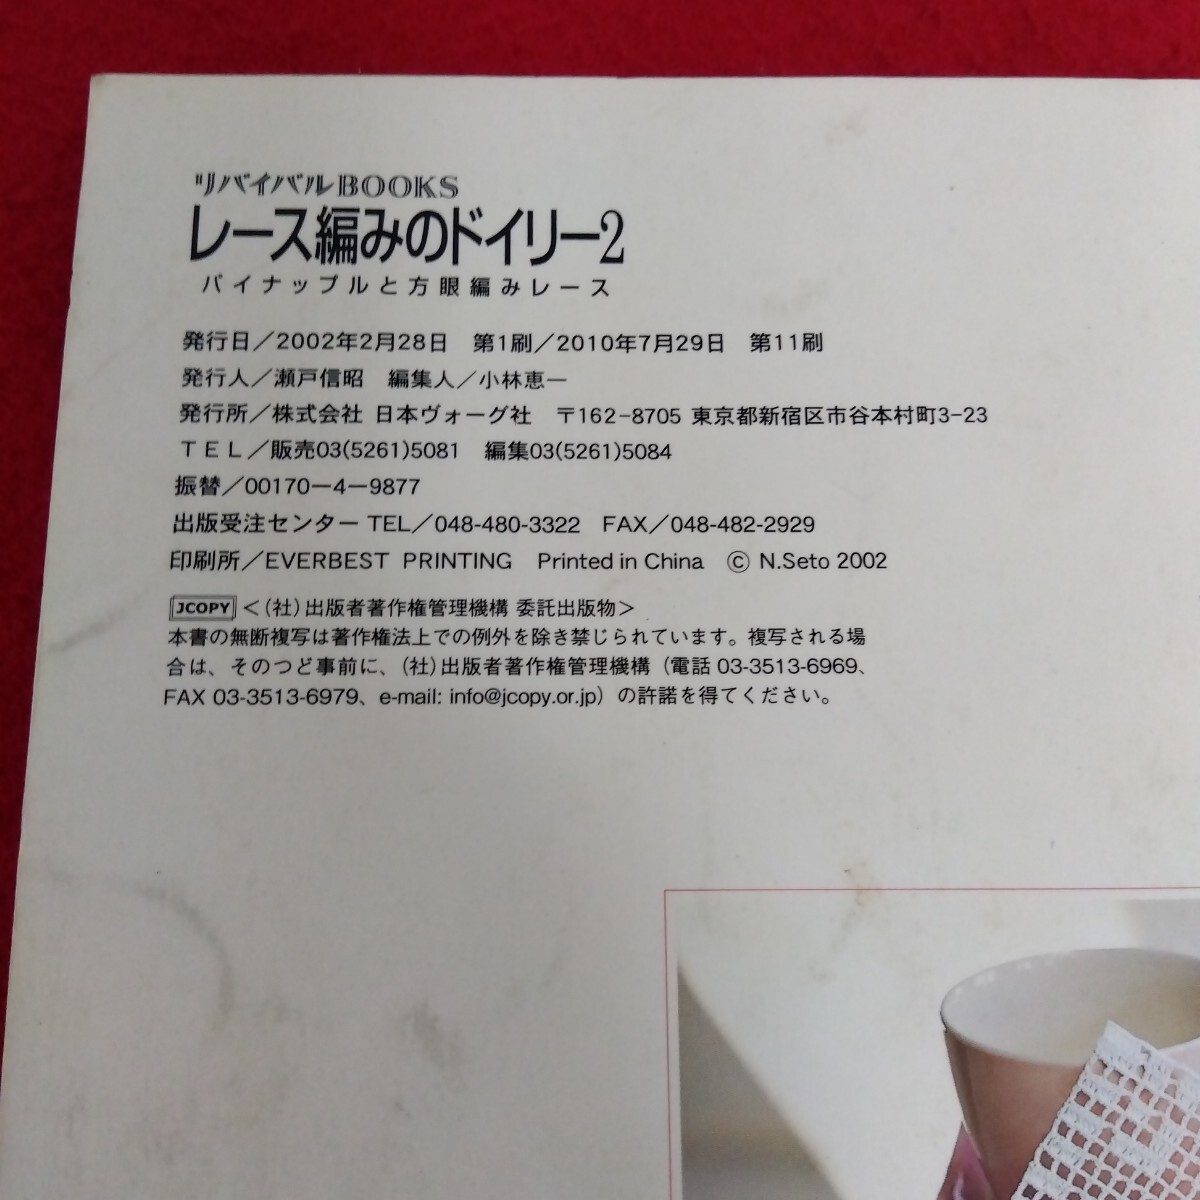 リバイバルBOOKS
レース編みのドイリー2
パイナップルと方眼編みレース
発行日／2002年2月28日　第1刷／2010年7月29日　第11刷
発行人／瀬戸信昭　編集人／小林恵一
発行所／株式会社 日本ヴォーグ社　〒162-8705 東京都新宿区市谷本村町3-23
TEL／販売03(5261)5081　編集03(5261)5084
振替／00170-4-9877
出版受注センター TEL／048-480-3322　FAX／048-482-2929
印刷所／EVERBEST PRINTING　Printed in China　© N.Seto 2002
JCOPY ＜（社）出版者著作権管理機構 委託出版物＞
本書の無断複写は著作権法上での例外を除き禁じられています。複写される場
合は、そのつど事前に、（社）出版者著作権管理機構（電話 03-3513-6969、
FAX 03-3513-6979、e-mail: info@jcopy.or.jp）の許諾を得てください。